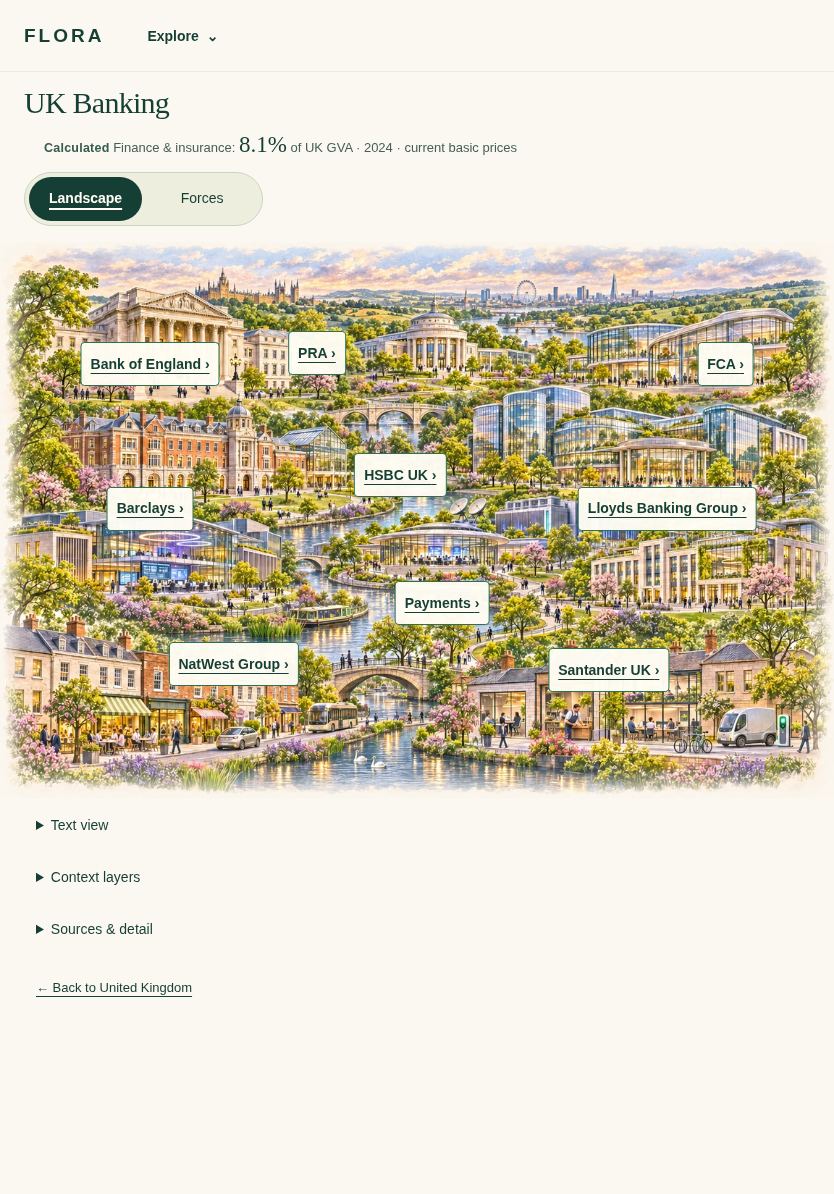 FLORA
Explore ⌄
UK Banking
Calculated Finance & insurance: 8.1% of UK GVA · 2024 · current basic prices
Landscape
Forces
Bank of England ›
PRA ›
FCA ›
HSBC UK ›
Barclays ›
Lloyds Banking Group ›
Payments ›
NatWest Group ›
Santander UK ›
▶ Text view
▶ Context layers
▶ Sources & detail
← Back to United Kingdom